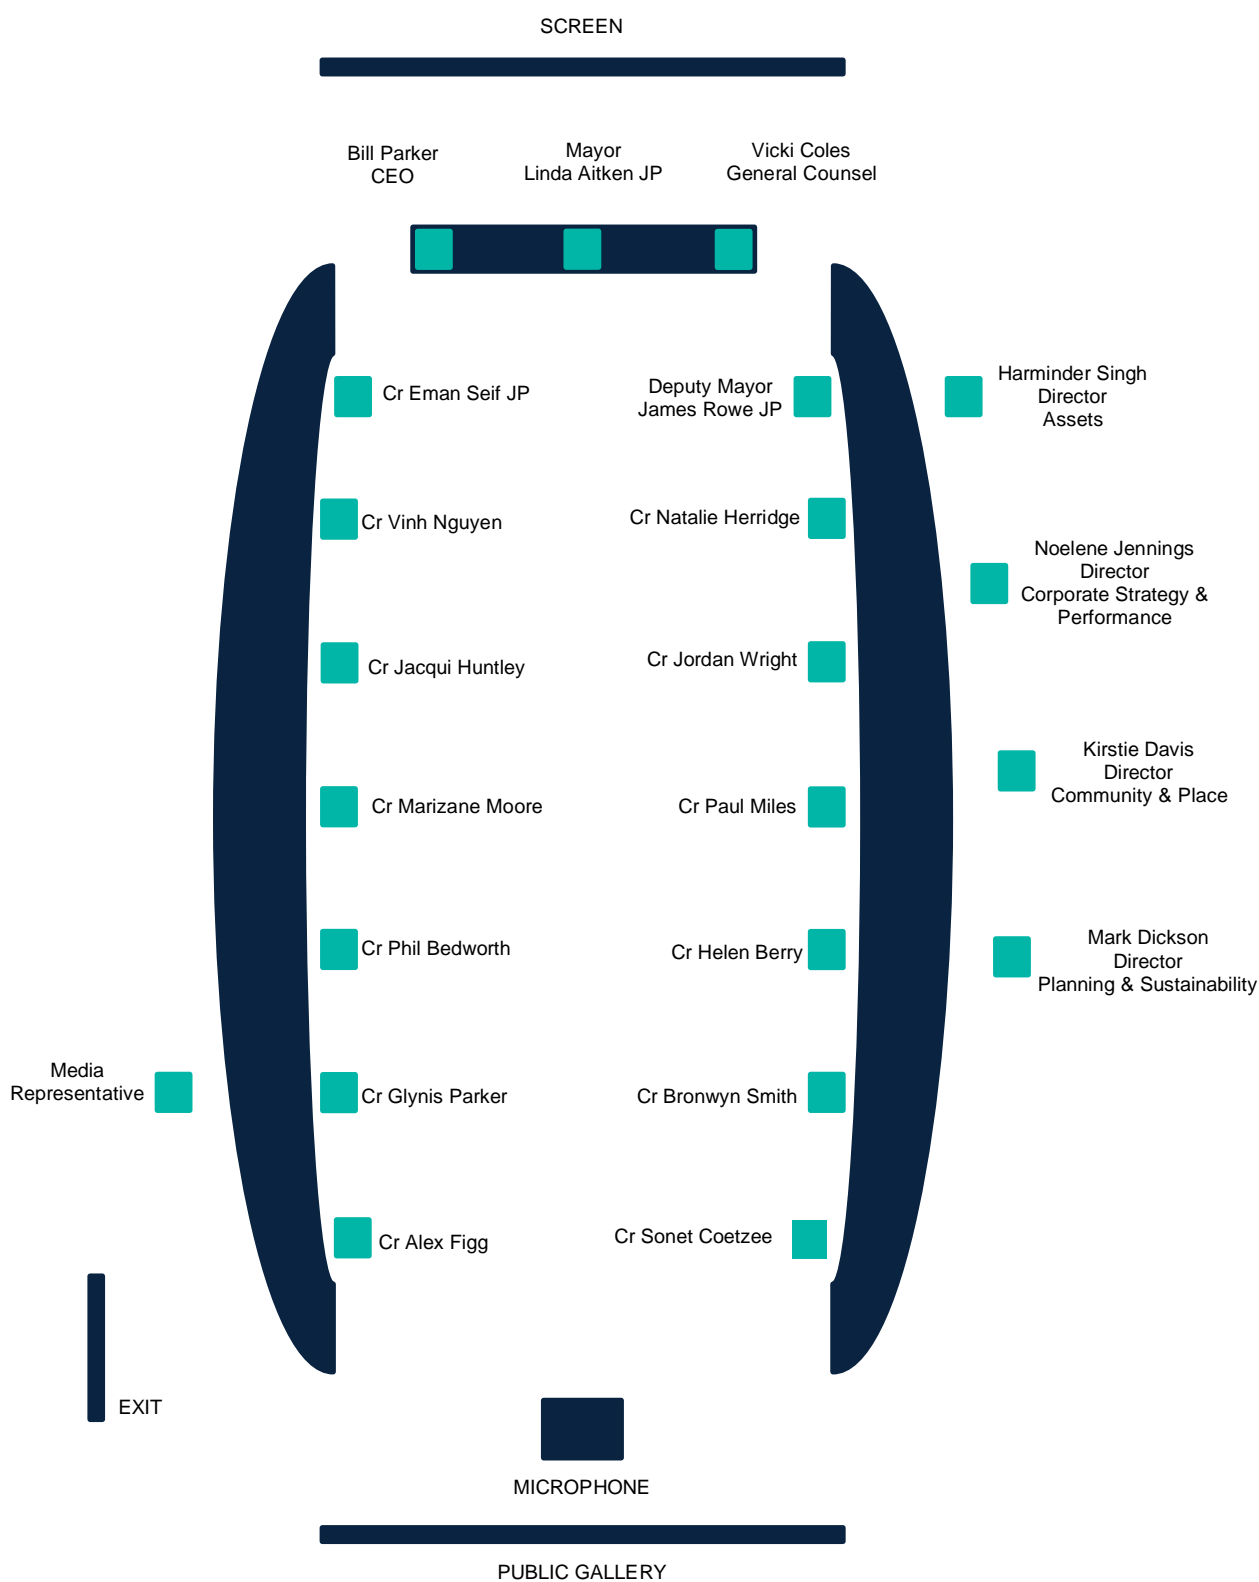 SCREEN
Bill Parker
CEO
Mayor
Linda Aitken JP
Vicki Coles
General Counsel
Cr Eman Seif JP
Deputy Mayor
James Rowe JP
Harminder Singh
Director
Assets
Cr Vinh Nguyen
Cr Natalie Herridge
Noelene Jennings
Director
Corporate Strategy &
Performance
Cr Jacqui Huntley
Cr Jordan Wright
Kirstie Davis
Director
Community & Place
Cr Marizane Moore
Cr Paul Miles
Cr Phil Bedworth
Cr Helen Berry
Mark Dickson
Director
Planning & Sustainability
Media
Representative
Cr Glynis Parker
Cr Bronwyn Smith
Cr Alex Figg
Cr Sonet Coetzee
EXIT
MICROPHONE
PUBLIC GALLERY